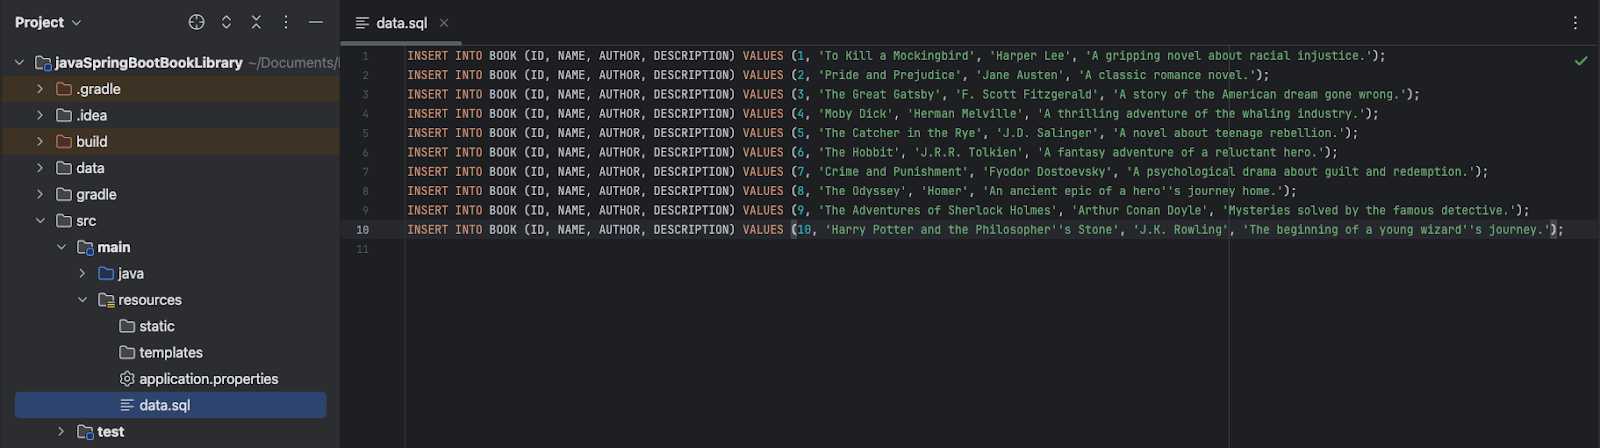 Project
data.sql
javaSpringBootBookLibrary ~/Documents/
.gradle
.idea
build
data
gradle
src
main
java
resources
static
templates
application.properties
data.sql
test
1 INSERT INTO BOOK (ID, NAME, AUTHOR, DESCRIPTION) VALUES (1, 'To Kill a Mockingbird', 'Harper Lee', 'A gripping novel about racial injustice.');
2 INSERT INTO BOOK (ID, NAME, AUTHOR, DESCRIPTION) VALUES (2, 'Pride and Prejudice', 'Jane Austen', 'A classic romance novel.');
3 INSERT INTO BOOK (ID, NAME, AUTHOR, DESCRIPTION) VALUES (3, 'The Great Gatsby', 'F. Scott Fitzgerald', 'A story of the American dream gone wrong.');
4 INSERT INTO BOOK (ID, NAME, AUTHOR, DESCRIPTION) VALUES (4, 'Moby Dick', 'Herman Melville', 'A thrilling adventure of the whaling industry.');
5 INSERT INTO BOOK (ID, NAME, AUTHOR, DESCRIPTION) VALUES (5, 'The Catcher in the Rye', 'J.D. Salinger', 'A novel about teenage rebellion.');
6 INSERT INTO BOOK (ID, NAME, AUTHOR, DESCRIPTION) VALUES (6, 'The Hobbit', 'J.R.R. Tolkien', 'A fantasy adventure of a reluctant hero.');
7 INSERT INTO BOOK (ID, NAME, AUTHOR, DESCRIPTION) VALUES (7, 'Crime and Punishment', 'Fyodor Dostoevsky', 'A psychological drama about guilt and redemption.');
8 INSERT INTO BOOK (ID, NAME, AUTHOR, DESCRIPTION) VALUES (8, 'The Odyssey', 'Homer', 'An ancient epic of a hero''s journey home.');
9 INSERT INTO BOOK (ID, NAME, AUTHOR, DESCRIPTION) VALUES (9, 'The Adventures of Sherlock Holmes', 'Arthur Conan Doyle', 'Mysteries solved by the famous detective.');
10 INSERT INTO BOOK (ID, NAME, AUTHOR, DESCRIPTION) VALUES (10, 'Harry Potter and the Philosopher''s Stone', 'J.K. Rowling', 'The beginning of a young wizard''s journey.');
11